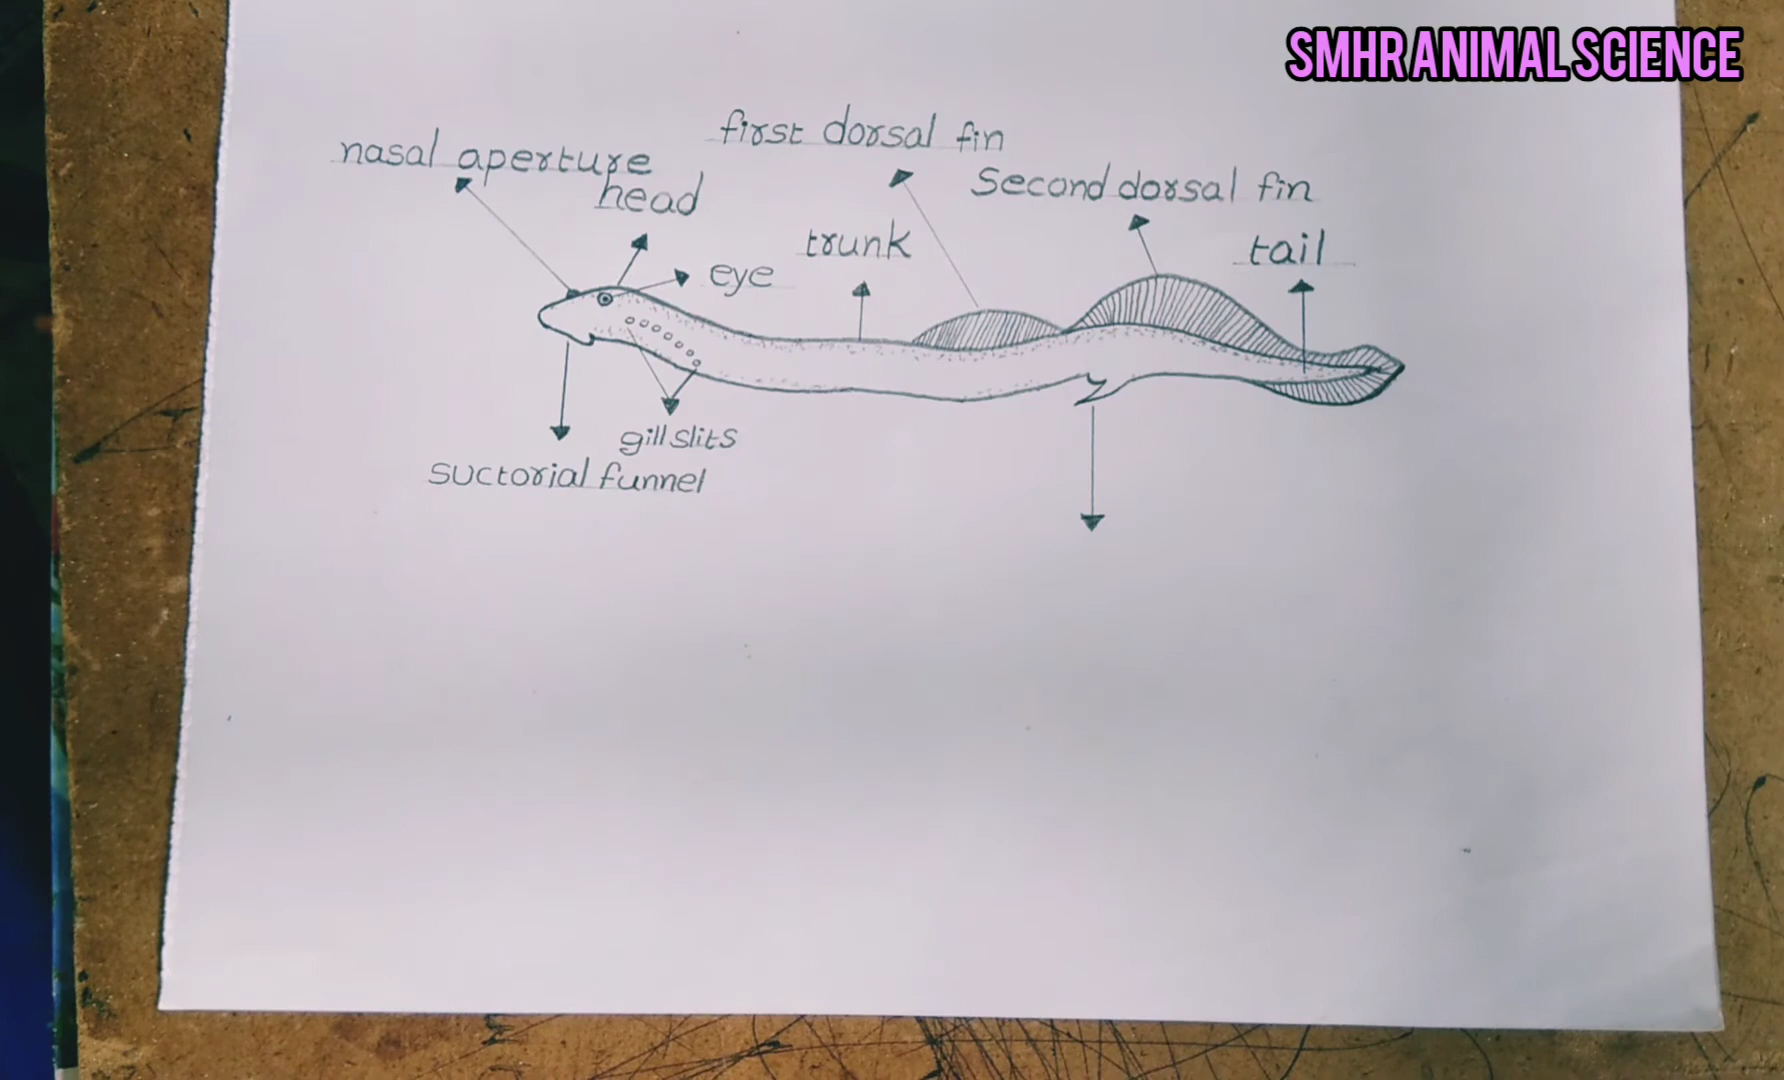 SMHR ANIMAL SCIENCE
first dorsal fin
nasal aperture
head
Second dorsal fin
trunk
tail
eye
gill slits
suctorial funnel